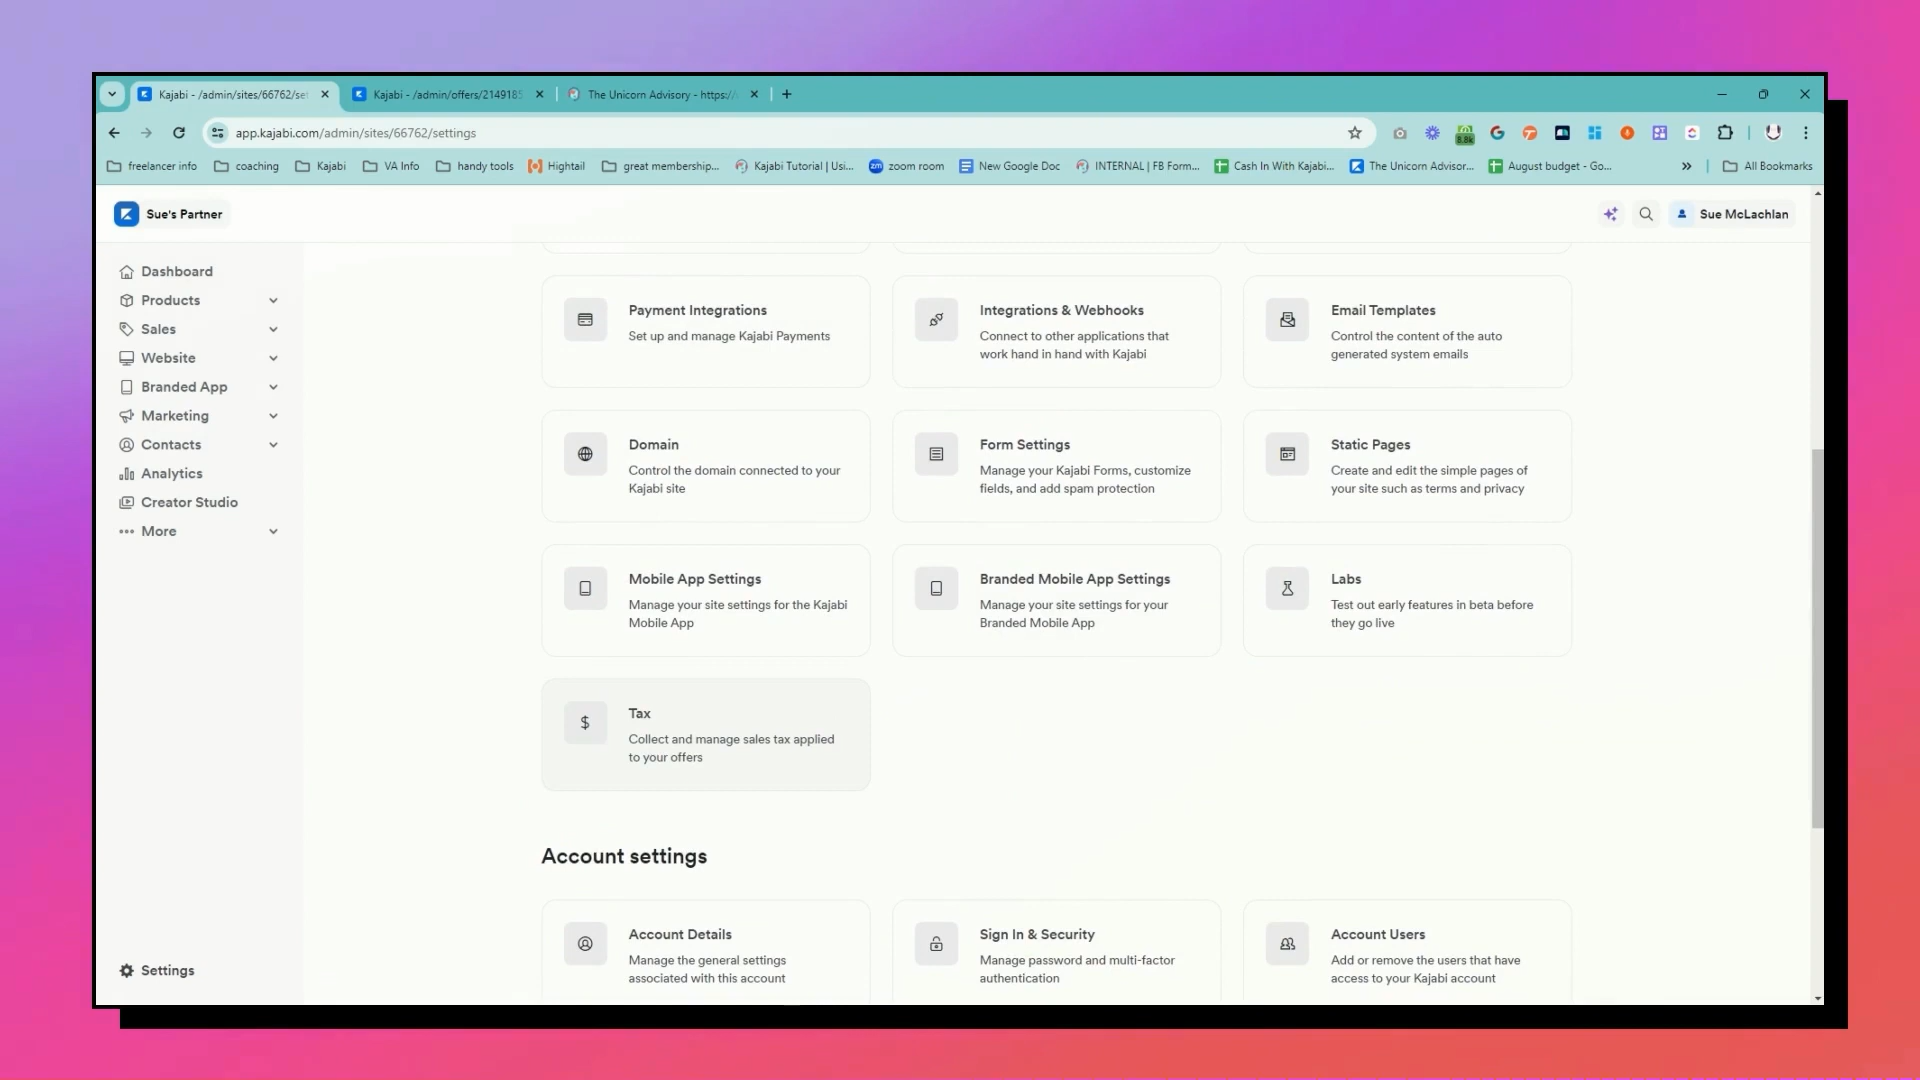 Kajabi - /admin/sites/66762/set
Kajabi - /admin/offers/2149185
The Unicorn Advisory - https://
app.kajabi.com/admin/sites/66762/settings
8.8k
freelancer info
coaching
Kajabi
VA Info
handy tools
Hightail
great membership...
Kajabi Tutorial | Usi...
zm
zoom room
New Google Doc
INTERNAL | FB Form...
Cash In With Kajabi...
The Unicorn Advisor...
August budget - Go...
All Bookmarks
Sue's Partner
Sue McLachlan
Dashboard
Products
Sales
Website
Branded App
Marketing
Contacts
Analytics
Creator Studio
More
Settings
Payment Integrations
Set up and manage Kajabi Payments
Integrations & Webhooks
Connect to other applications that
work hand in hand with Kajabi
Email Templates
Control the content of the auto
generated system emails
Domain
Control the domain connected to your
Kajabi site
Form Settings
Manage your Kajabi Forms, customize
fields, and add spam protection
Static Pages
Create and edit the simple pages of
your site such as terms and privacy
Mobile App Settings
Manage your site settings for the Kajabi
Mobile App
Branded Mobile App Settings
Manage your site settings for your
Branded Mobile App
Labs
Test out early features in beta before
they go live
$
Tax
Collect and manage sales tax applied
to your offers
Account settings
Account Details
Manage the general settings
associated with this account
Sign In & Security
Manage password and multi-factor
authentication
Account Users
Add or remove the users that have
access to your Kajabi account